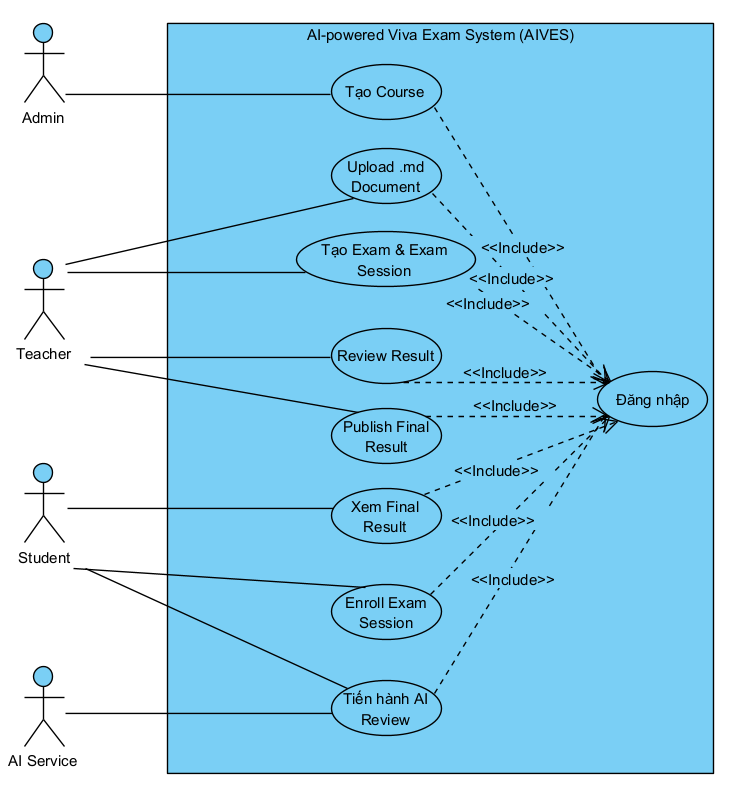 AI-powered Viva Exam System (AIVES)
Admin
Tạo Course
Upload .md
Document
<<Include>>
Tạo Exam & Exam
Session
<<Include>>
<<Include>>
Teacher
Review Result
<<Include>>
Đăng nhập
<<Include>>
Publish Final
Result
<<Include>>
Xem Final
Result
<<Include>>
Student
Enroll Exam
Session
<<Include>>
Tiến hành AI
Review
AI Service